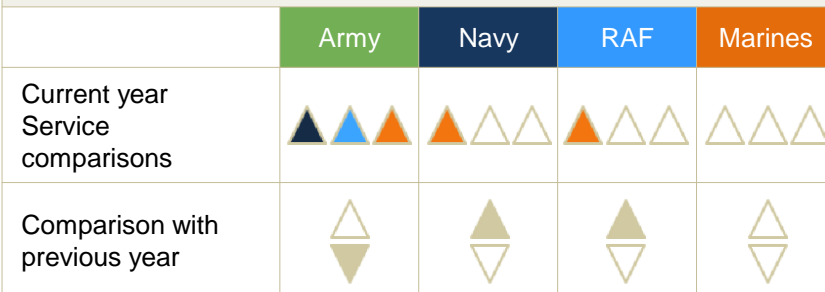 Army Navy RAF Marines
Current year
Service
comparisons
Comparison with
previous year